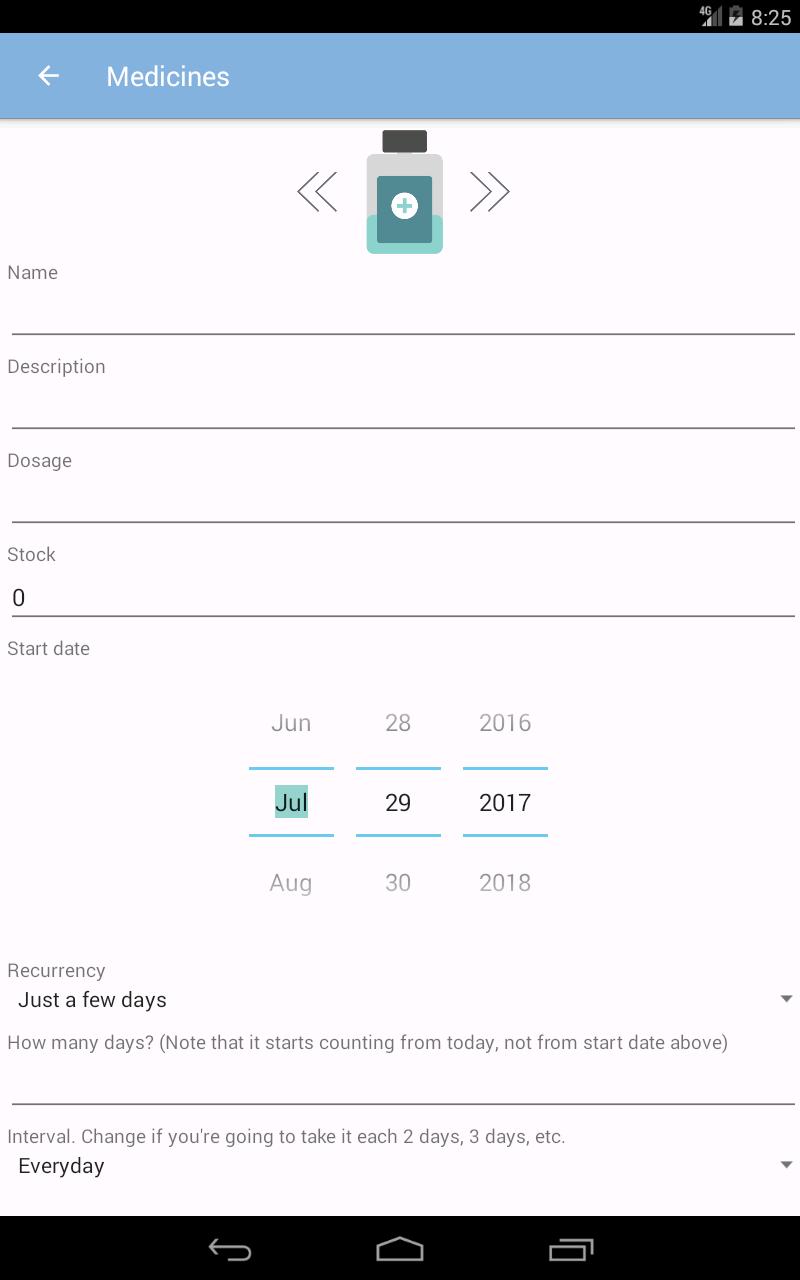 4G 8:25
Medicines
Name
Description
Dosage
Stock
0
Start date
Jun 28 2016
Jul 29 2017
Aug 30 2018
Recurrency
Just a few days
How many days? (Note that it starts counting from today, not from start date above)
Interval. Change if you're going to take it each 2 days, 3 days, etc.
Everyday